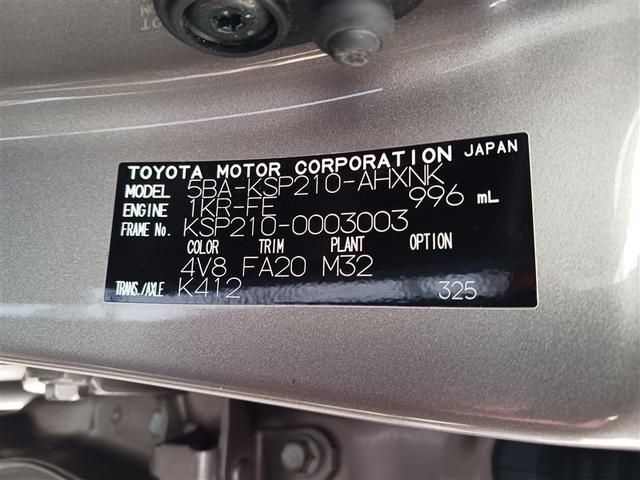 TOYOTA MOTOR CORPORATION JAPAN
MODEL 5BA-KSP210-AHXNK
ENGINE 1KR-FE 996 mL
FRAME No. KSP210-0003003
COLOR TRIM PLANT OPTION
4V8 FA20 M32
TRANS./AXLE K412 325